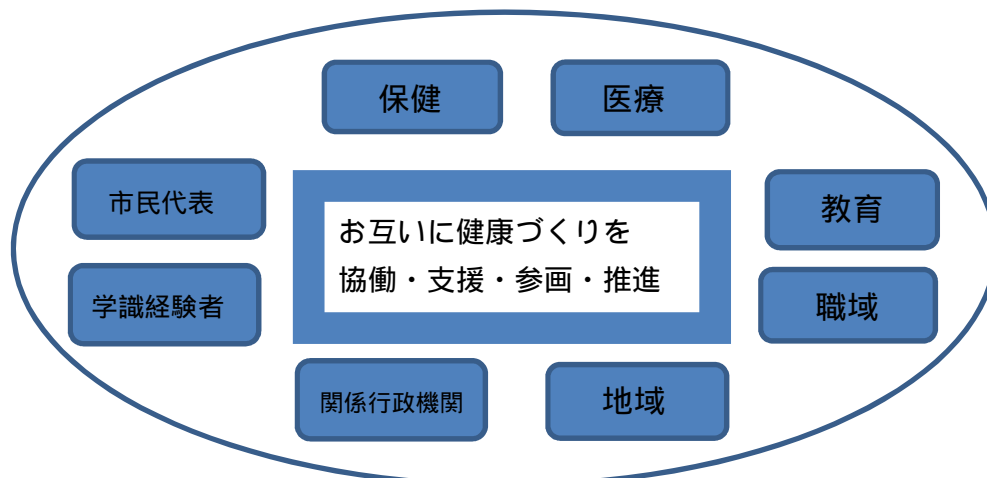 保健
医療
市民代表
教育
お互いに健康づくりを
協働・支援・参画・推進
学識経験者
職域
関係行政機関
地域